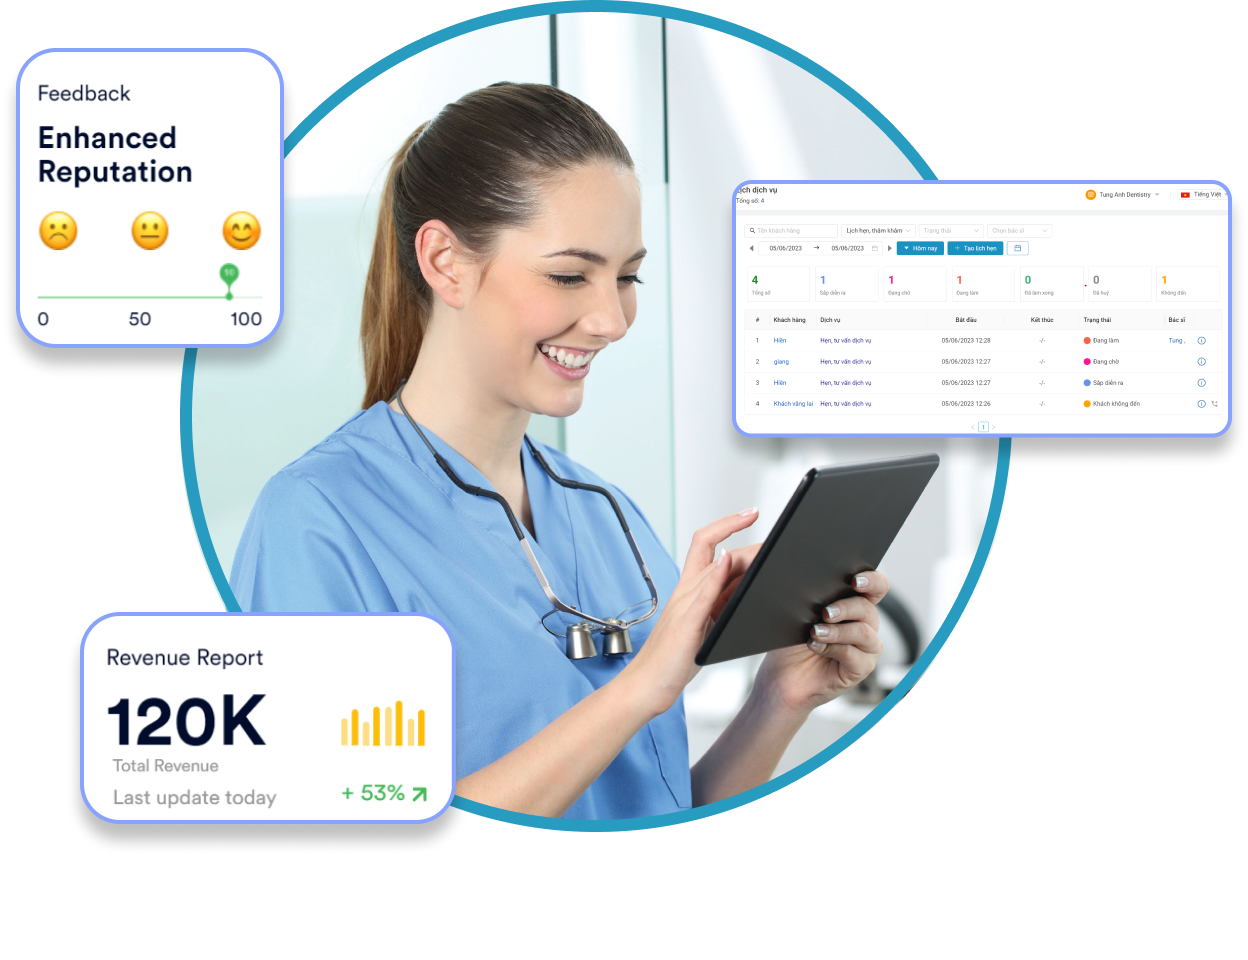 Feedback
Enhanced
Reputation
0 50 100
Lịch dịch vụ
Tổng số: 4
Tung Anh Dentistry
Tiếng Việt
Tên khách hàng
Lịch hẹn, thăm khám
Trạng thái
Chọn bác sĩ
05/06/2023 → 05/06/2023
Hôm nay
+ Tạo lịch hẹn
4 1 1 1 0 0 1
Tổng số Sắp diễn ra Đang chờ Đang làm Đã làm xong Đã huỷ Không đến
# Khách hàng Dịch vụ Bắt đầu Kết thúc Trạng thái Bác sĩ
1 Hiền Hẹn, tư vấn dịch vụ 05/06/2023 12:28 -/- Đang làm Tung ,
2 giang Hẹn, tư vấn dịch vụ 05/06/2023 12:27 -/- Đang chờ
3 Hiền Hẹn, tư vấn dịch vụ 05/06/2023 12:27 -/- Sắp diễn ra
4 Khách vãng lai Hẹn, tư vấn dịch vụ 05/06/2023 12:26 -/- Khách không đến
< 1 >
Revenue Report
120K
Total Revenue
Last update today
+ 53%